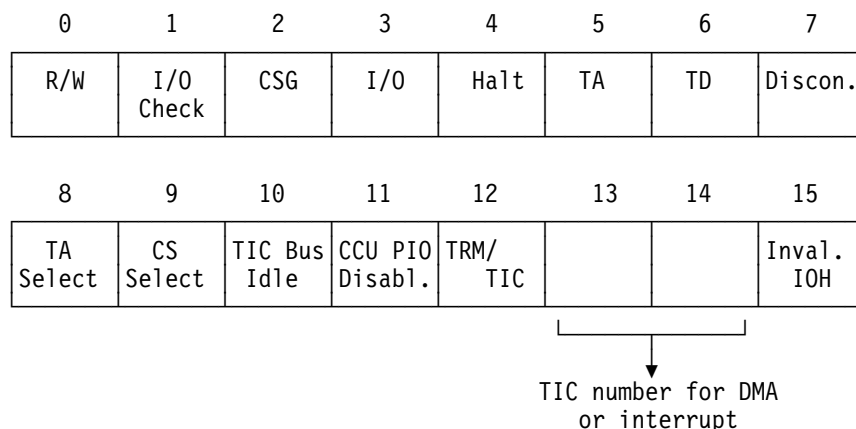 0 1 2 3 4 5 6 7
R/W I/O CSG I/O Halt TA TD Discon.
Check
8 9 10 11 12 13 14 15
TA CS TIC Bus CCU PIO TRM/ Inval.
Select Select Idle Disabl. TIC IOH
TIC number for DMA
or interrupt